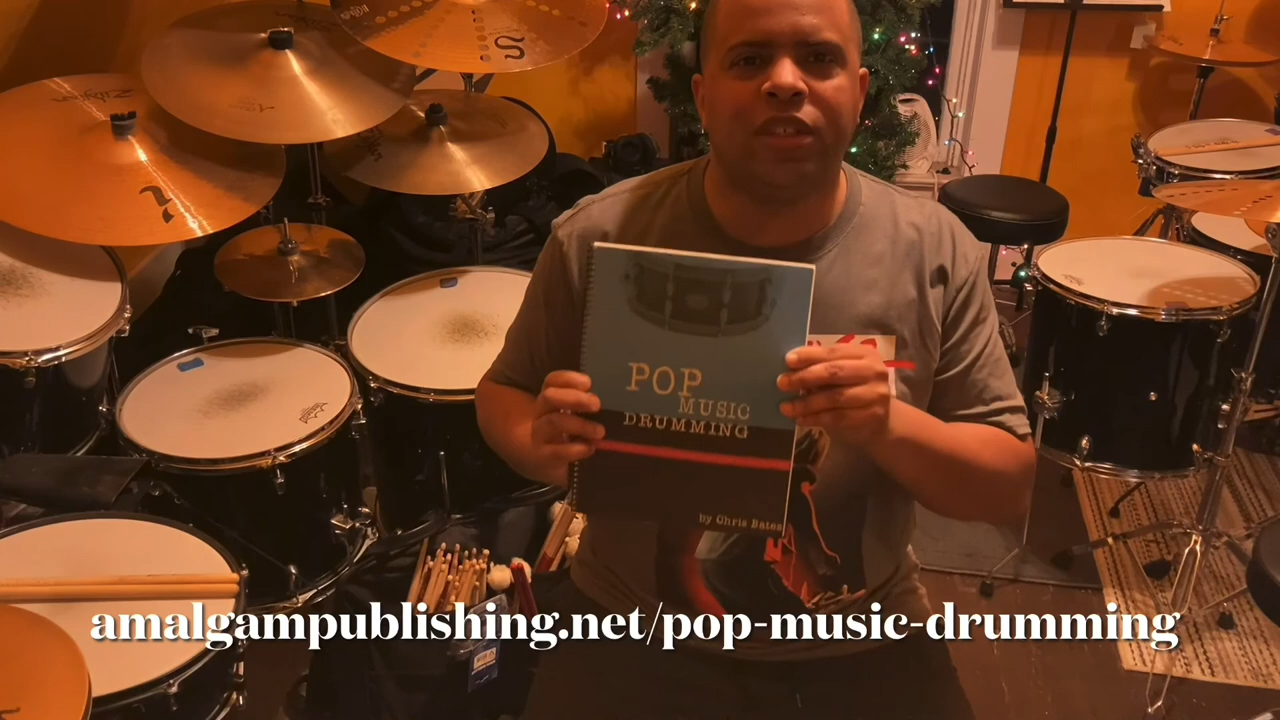 POP
MUSIC
DRUMMING
by Chris Bates
amalgampublishing.net/pop-music-drumming